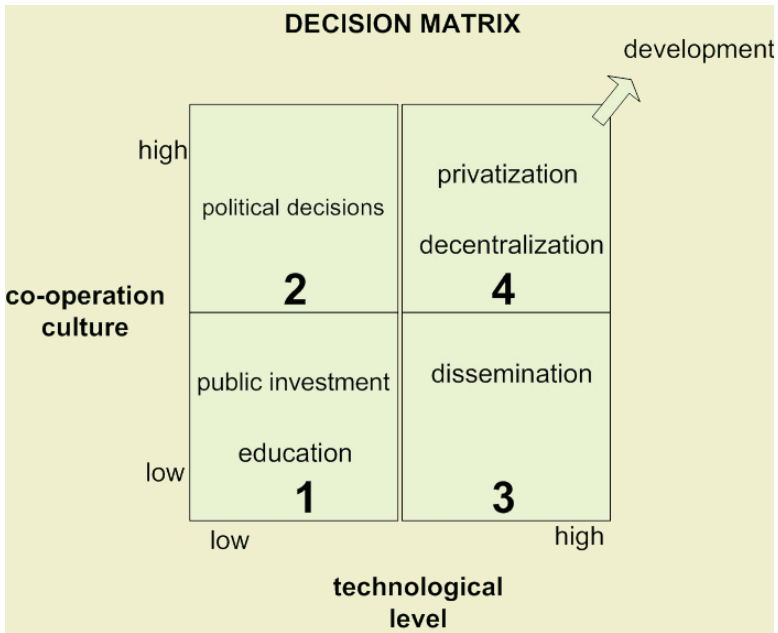 DECISION MATRIX
development
high
political decisions
2
privatization
decentralization
4
co-operation
culture
public investment
education
1
dissemination
3
low
low
high
technological
level